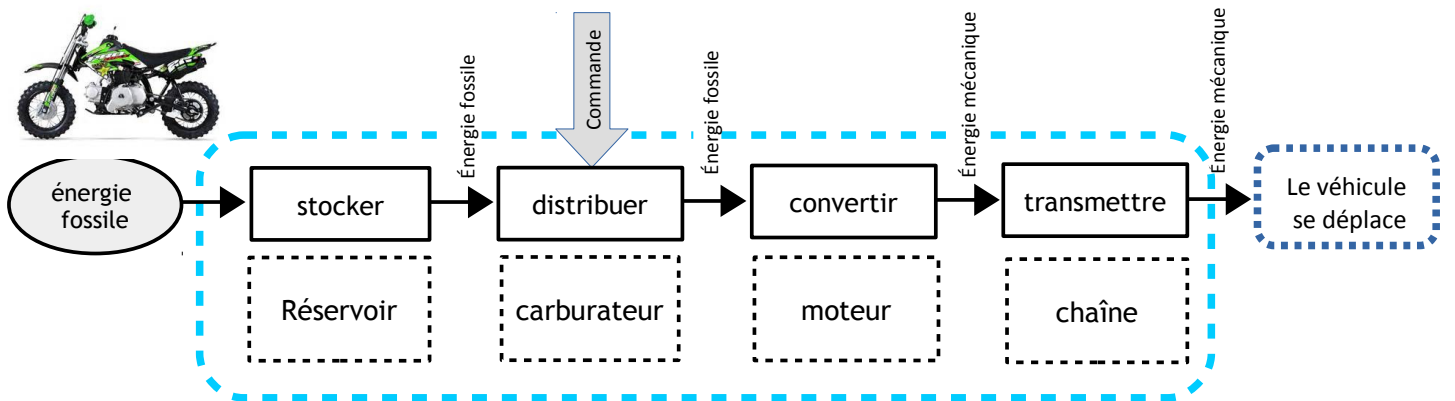 Commande
Énergie fossile
Énergie fossile
Énergie mécanique
Énergie mécanique
énergie
fossile
stocker
distribuer
convertir
transmettre
Le véhicule
se déplace
Réservoir
carburateur
moteur
chaîne